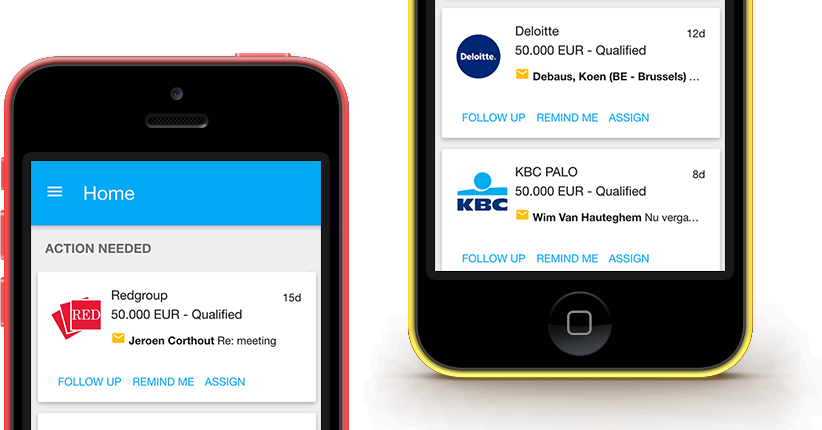 Home
ACTION NEEDED
RED
Redgroup
15d
50.000 EUR - Qualified
Jeroen Corthout Re: meeting
FOLLOW UP REMIND ME ASSIGN
Deloitte.
Deloitte
12d
50.000 EUR - Qualified
Debaus, Koen (BE - Brussels) ...
FOLLOW UP REMIND ME ASSIGN
KBC
KBC PALO
8d
50.000 EUR - Qualified
Wim Van Hauteghem Nu verga...
FOLLOW UP REMIND ME ASSIGN